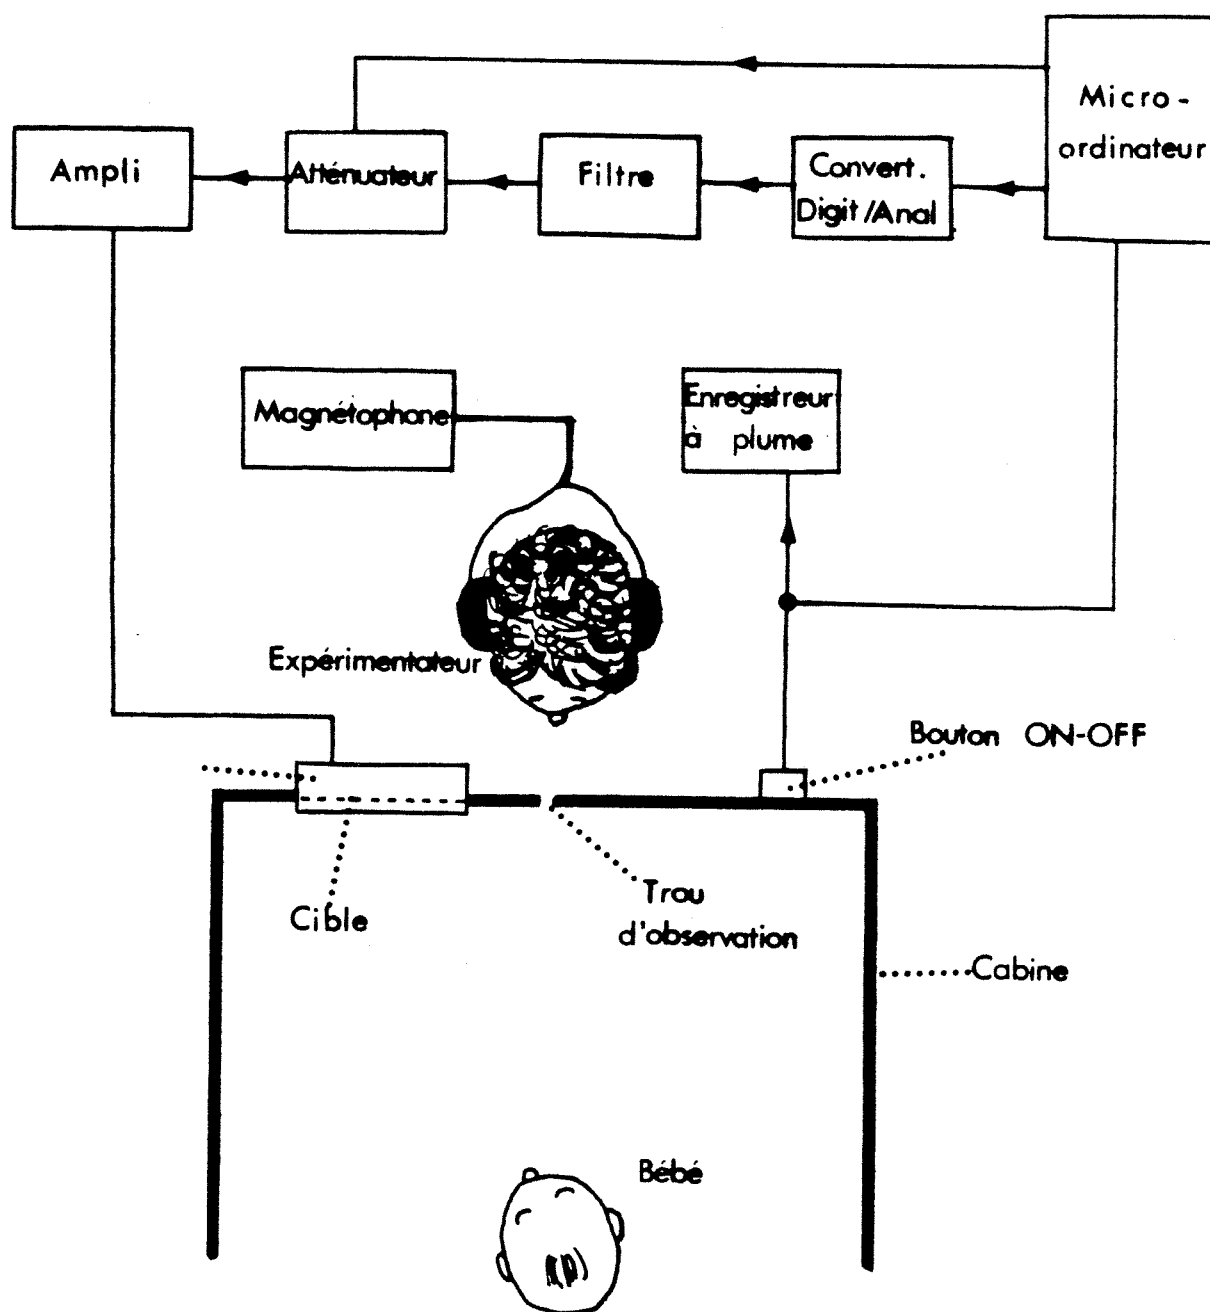 Micro-
ordinateur
Ampli
Atténuateur
Filtre
Convert.
Digit/Anal
Magnétophone
Enregistreur
à plume
Expérimentateur
Bouton ON-OFF
Cible
Trou
d'observation
Cabine
Bébé